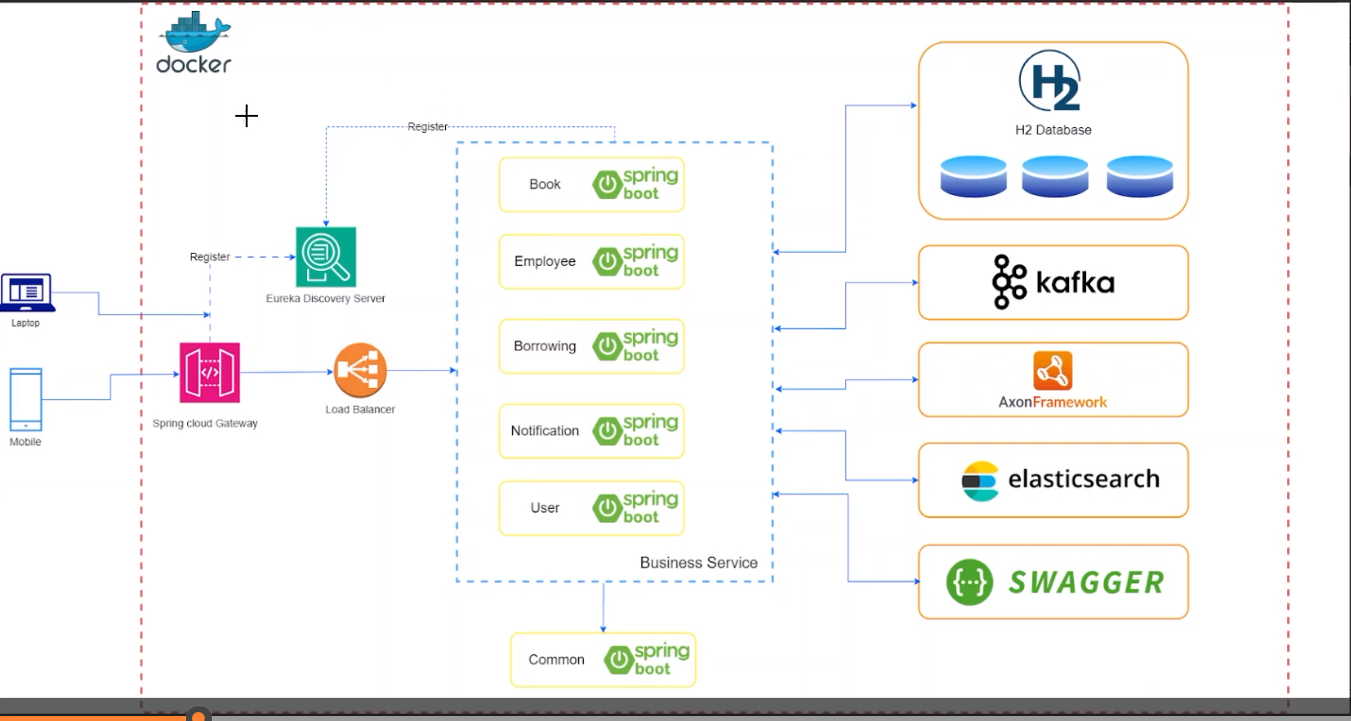 docker
Register
Book
spring
boot
Employee
spring
boot
Borrowing
spring
boot
Notification
spring
boot
User
spring
boot
Business Service
Common
spring
boot
Register
Eureka Discovery Server
Laptop
Mobile
</>
Spring cloud Gateway
Load Balancer
H2
H2 Database
kafka
AxonFramework
elasticsearch
{···} SWAGGER